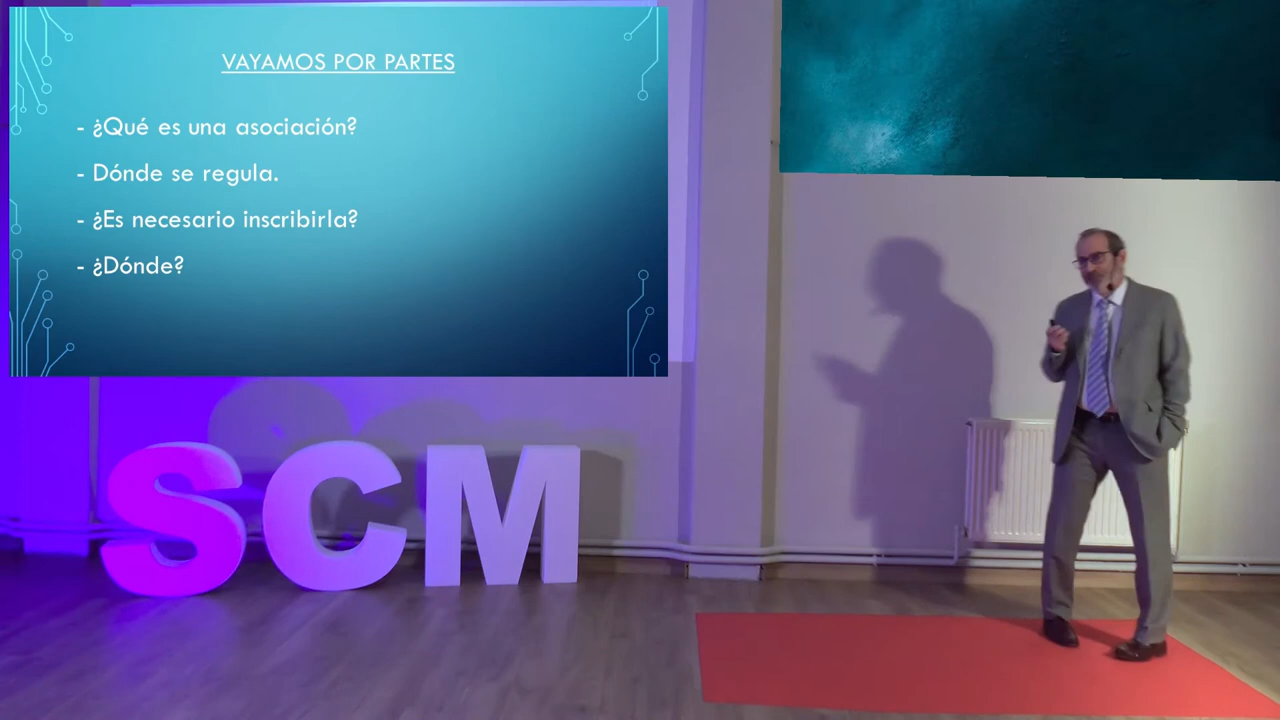 VAYAMOS POR PARTES
- ¿Qué es una asociación?
- Dónde se regula.
- ¿Es necesario inscribirla?
- ¿Dónde?
SCM